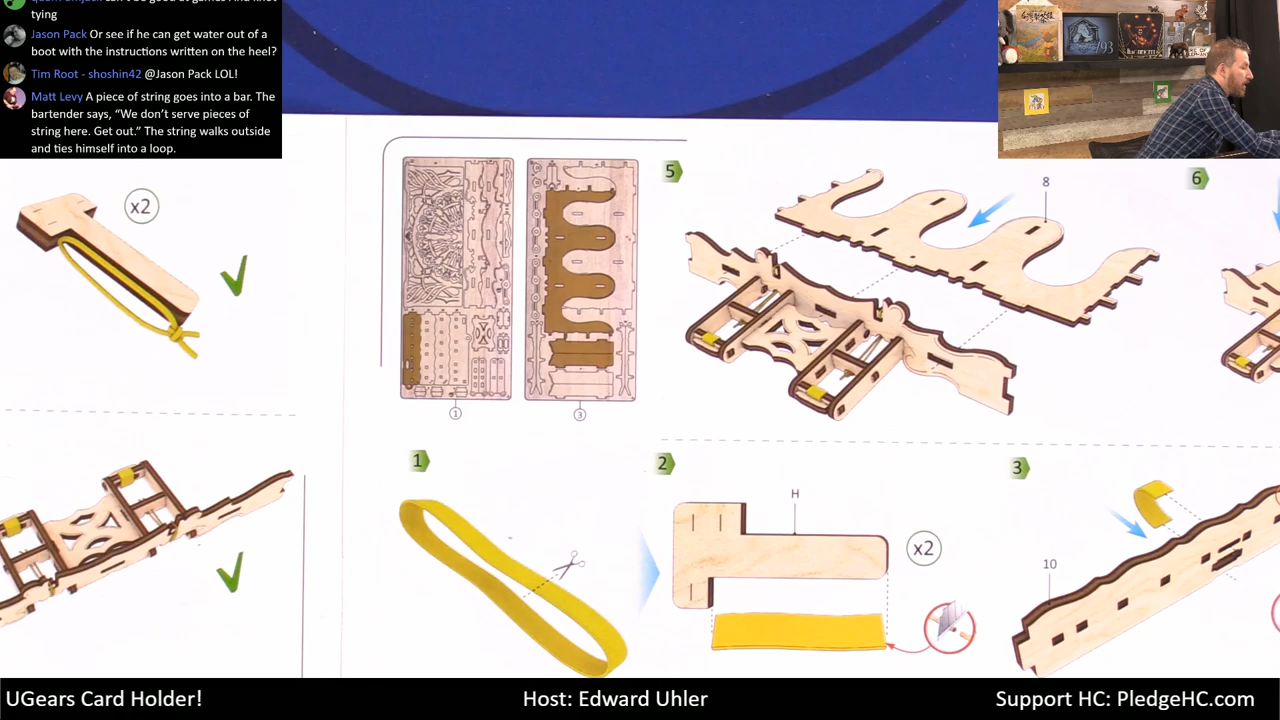 tying
Jason Pack Or see if he can get water out of a
boot with the instructions written on the heel?
Tim Root - shoshin42 @Jason Pack LOL!
Matt Levy A piece of string goes into a bar. The
bartender says, “We don’t serve pieces of
string here. Get out.” The string walks outside
and ties himself into a loop.
x2
1
3
5
8
6
1
2
H
x2
3
10
UGears Card Holder!
Host: Edward Uhler
Support HC: PledgeHC.com